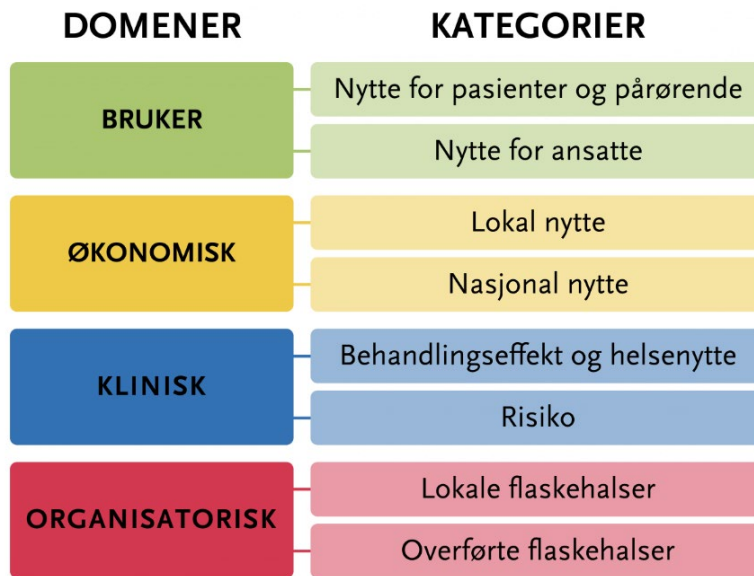 DOMENER
KATEGORIER
BRUKER
Nytte for pasienter og pårørende
Nytte for ansatte
ØKONOMISK
Lokal nytte
Nasjonal nytte
KLINISK
Behandlingseffekt og helsenytte
Risiko
ORGANISATORISK
Lokale flaskehalser
Overførte flaskehalser